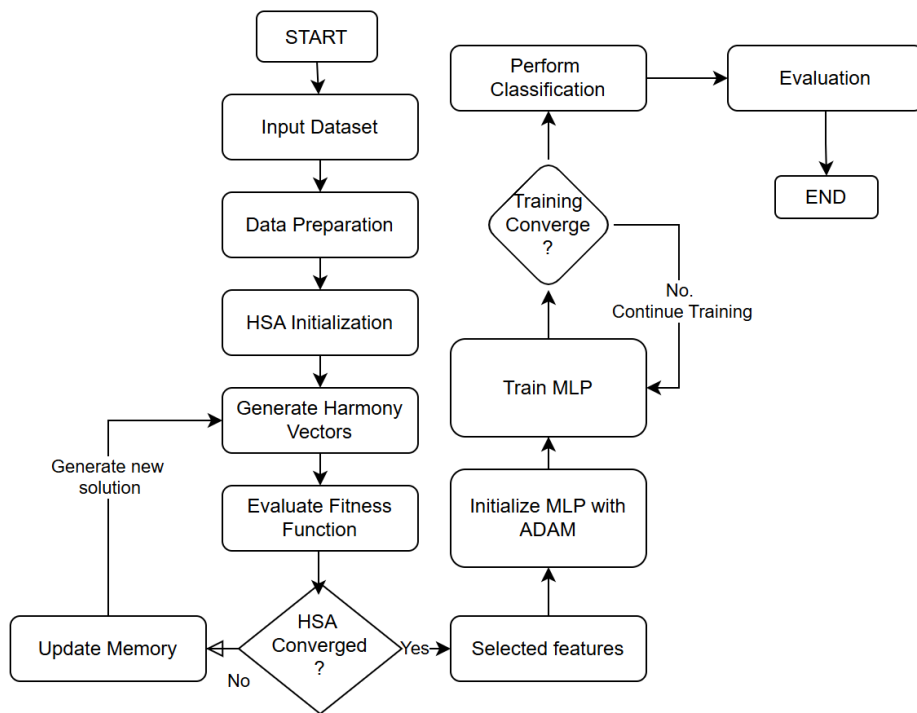 START
Input Dataset
Data Preparation
HSA Initialization
Generate Harmony
Vectors
Generate new
solution
Evaluate Fitness
Function
HSA
Converged
?
Update Memory
No
Yes
Selected features
Initialize MLP with
ADAM
Train MLP
No.
Continue Training
Training
Converge
?
Perform
Classification
Evaluation
END